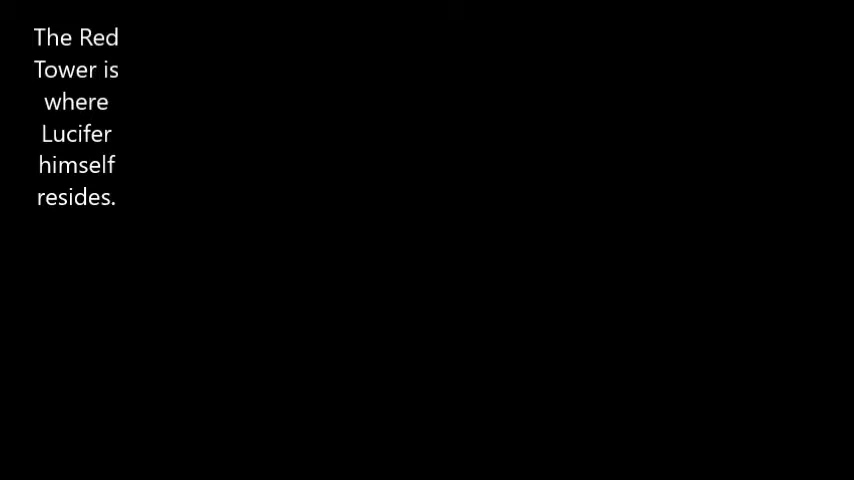 The Red
Tower is
where
Lucifer
himself
resides.